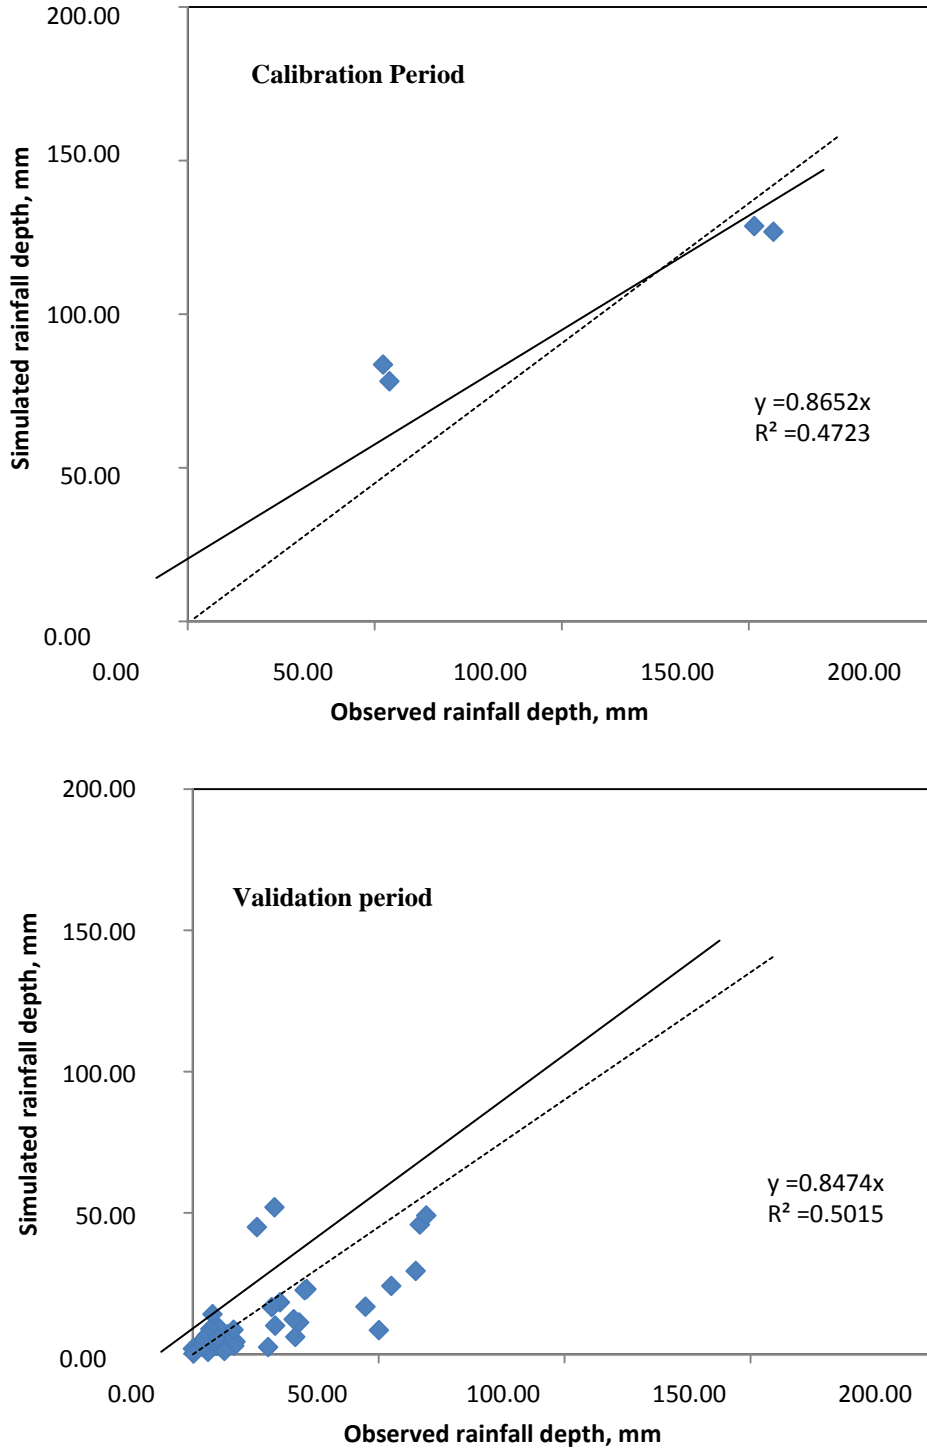 200.00
Calibration Period
150.00
100.00
50.00
0.00
Simulated rainfall depth, mm
y =0.8652x
R² =0.4723
0.00 50.00 100.00 150.00 200.00
Observed rainfall depth, mm
200.00
Validation period
150.00
100.00
50.00
0.00
Simulated rainfall depth, mm
y =0.8474x
R² =0.5015
0.00 50.00 100.00 150.00 200.00
Observed rainfall depth, mm